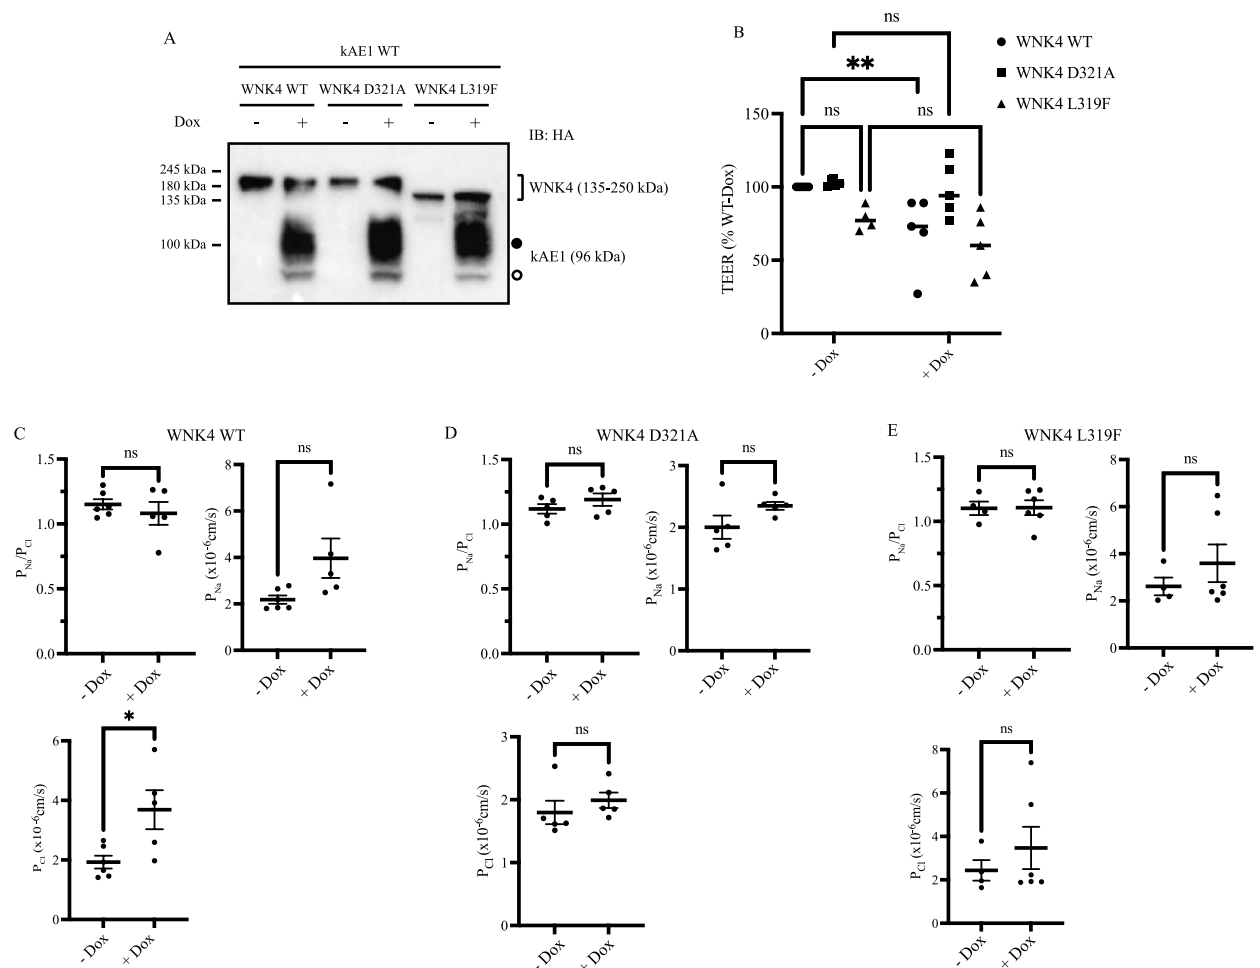 A
kAE1 WT
WNK4 WT WNK4 D321A WNK4 L319F
Dox - + - + - +
IB: HA
245 kDa
180 kDa
135 kDa
100 kDa
WNK4 (135-250 kDa)
kAE1 (96 kDa)
B
ns
**
ns
ns
WNK4 WT
WNK4 D321A
WNK4 L319F
TEER (% WT-Dox)
150
100
50
0
- Dox
+ Dox
C
WNK4 WT
ns
PNa/PCl
1.5
1.0
0.5
0.0
- Dox
+ Dox
ns
PNa (x10-6cm/s)
8
6
4
2
0
- Dox
+ Dox
*
PCl (x10-6cm/s)
6
4
2
0
- Dox
+ Dox
D
WNK4 D321A
ns
PNa/PCl
1.5
1.0
0.5
0.0
- Dox
+ Dox
ns
PNa (x10-6cm/s)
3
2
1
0
- Dox
+ Dox
ns
PCl (x10-6cm/s)
3
2
1
0
- Dox
+ Dox
E
WNK4 L319F
ns
PNa/PCl
1.5
1.0
0.5
0.0
- Dox
+ Dox
ns
PNa (x10-6cm/s)
8
6
4
2
0
- Dox
+ Dox
ns
PCl (x10-6cm/s)
8
6
4
2
0
- Dox
+ Dox